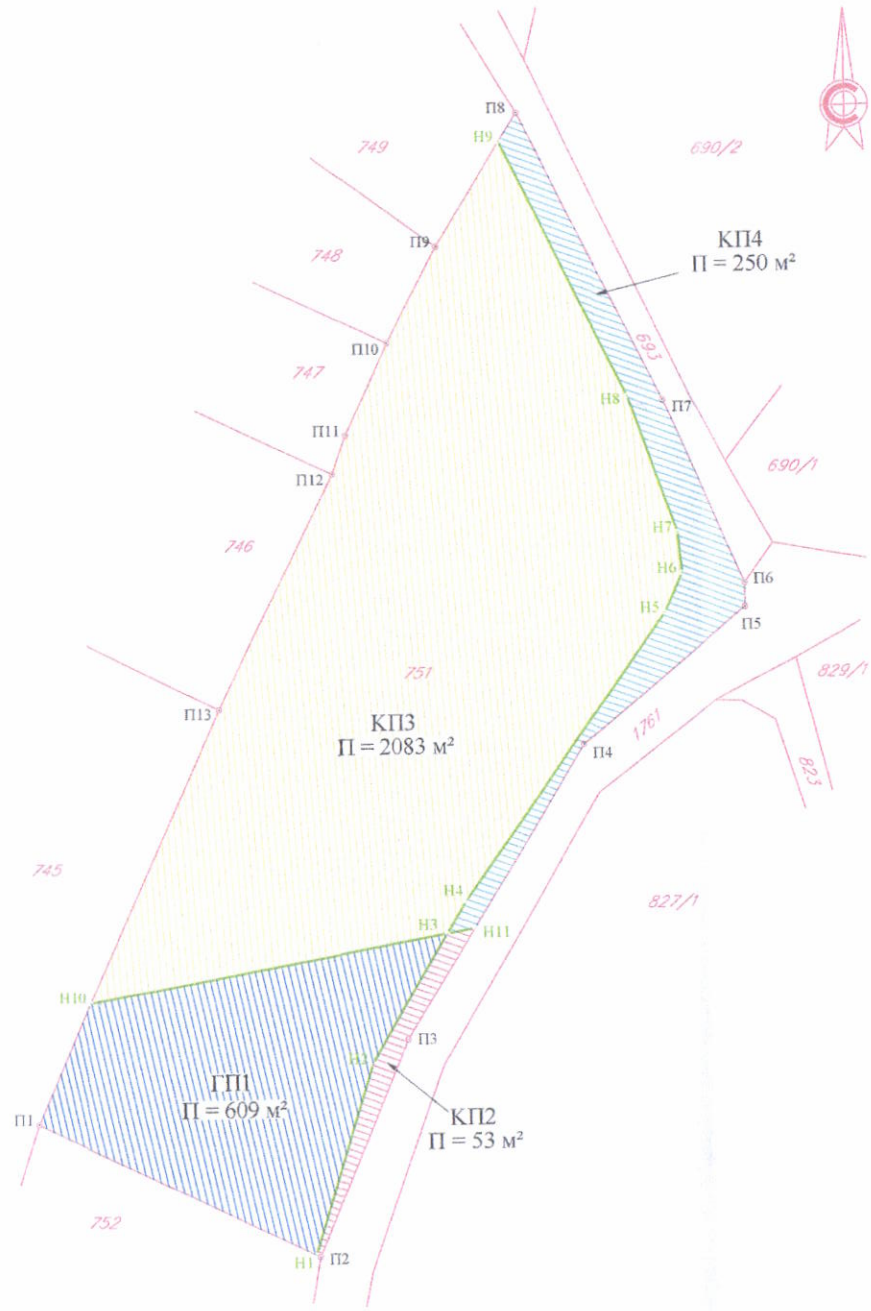 П8
749
Н9
690/2
П9
КП4
П = 250 м²
748
П10
693
747
Н8
П7
П11
П12
690/1
746
Н7
Н6
П6
Н5
П5
751
829/1
П13
КП3
П = 2083 м²
1761
П4
823
745
Н4
827/1
Н3
Н11
Н10
П3
Н2
ГП1
П = 609 м²
П1
КП2
П = 53 м²
752
Н1
П2